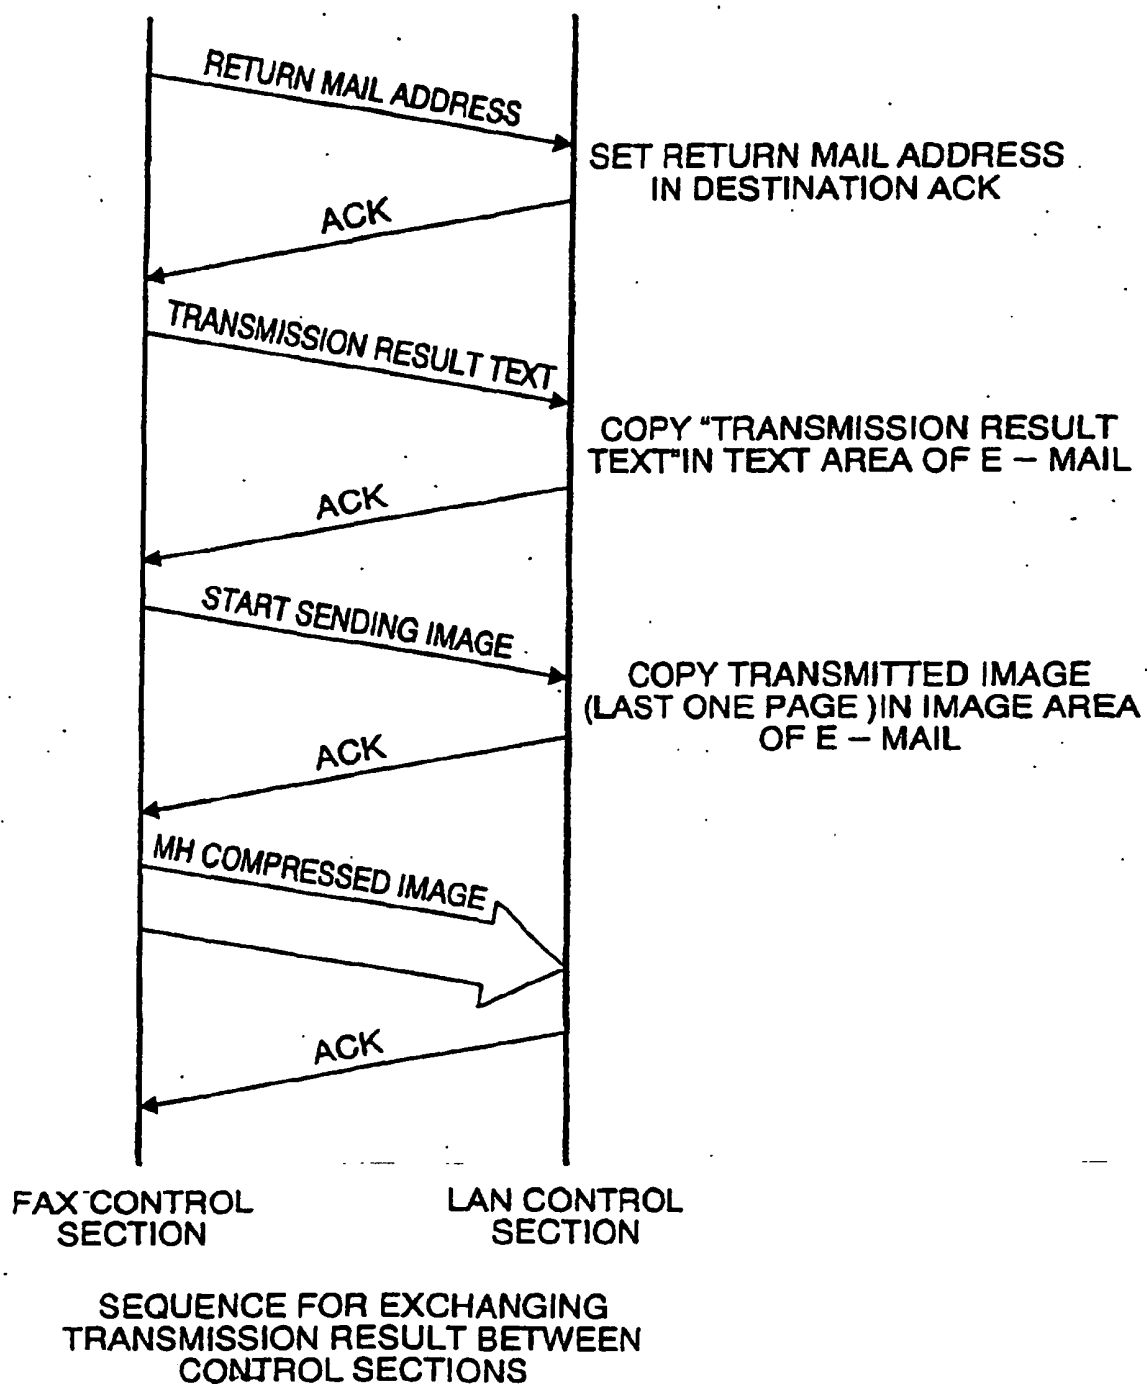 RETURN MAIL ADDRESS
SET RETURN MAIL ADDRESS
IN DESTINATION ACK
ACK
TRANSMISSION RESULT TEXT
COPY "TRANSMISSION RESULT
TEXT"IN TEXT AREA OF E – MAIL
ACK
START SENDING IMAGE
COPY TRANSMITTED IMAGE
(LAST ONE PAGE )IN IMAGE AREA
OF E – MAIL
ACK
MH COMPRESSED IMAGE
ACK
FAX CONTROL
SECTION
LAN CONTROL
SECTION
SEQUENCE FOR EXCHANGING
TRANSMISSION RESULT BETWEEN
CONTROL SECTIONS